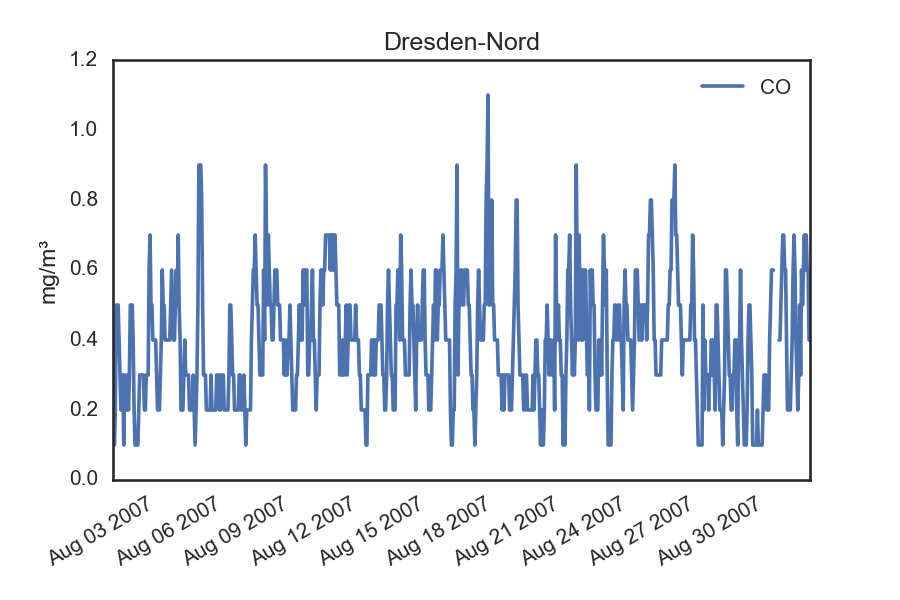 Dresden-Nord
CO
mg/m³
1.2
1.0
0.8
0.6
0.4
0.2
0.0
Aug 03 2007
Aug 06 2007
Aug 09 2007
Aug 12 2007
Aug 15 2007
Aug 18 2007
Aug 21 2007
Aug 24 2007
Aug 27 2007
Aug 30 2007